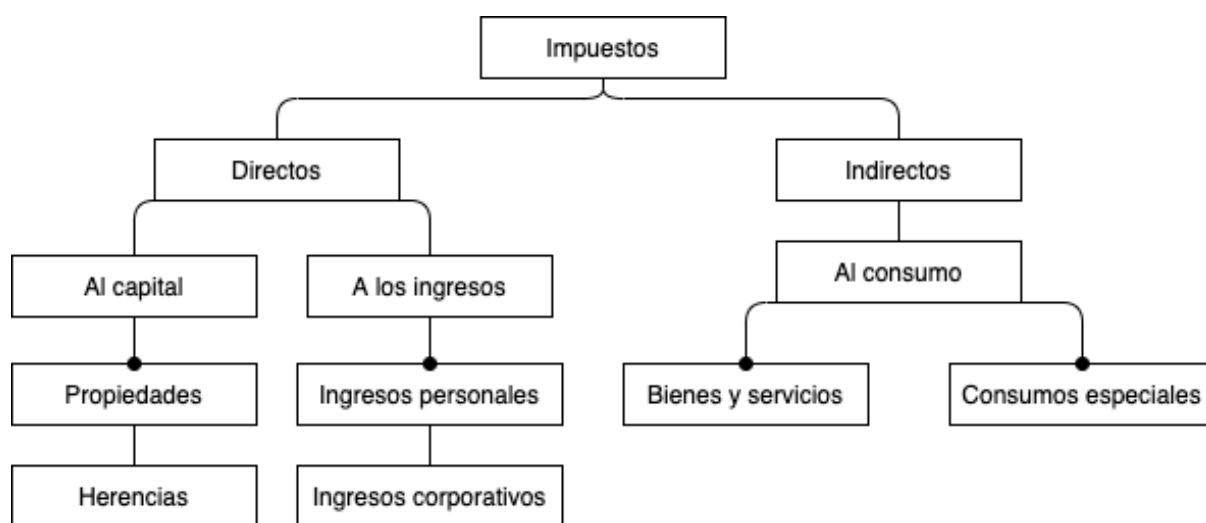 Impuestos
Directos
Indirectos
Al capital
A los ingresos
Al consumo
Propiedades
Ingresos personales
Bienes y servicios
Consumos especiales
Herencias
Ingresos corporativos